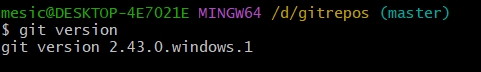 mesic@DESKTOP-4E7021E MINGW64 /d/gitrepos (master)
$ git version
git version 2.43.0.windows.1